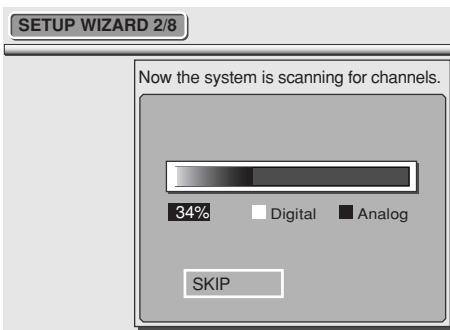 SETUP WIZARD 2/8
Now the system is scanning for channels.
34% Digital Analog
SKIP